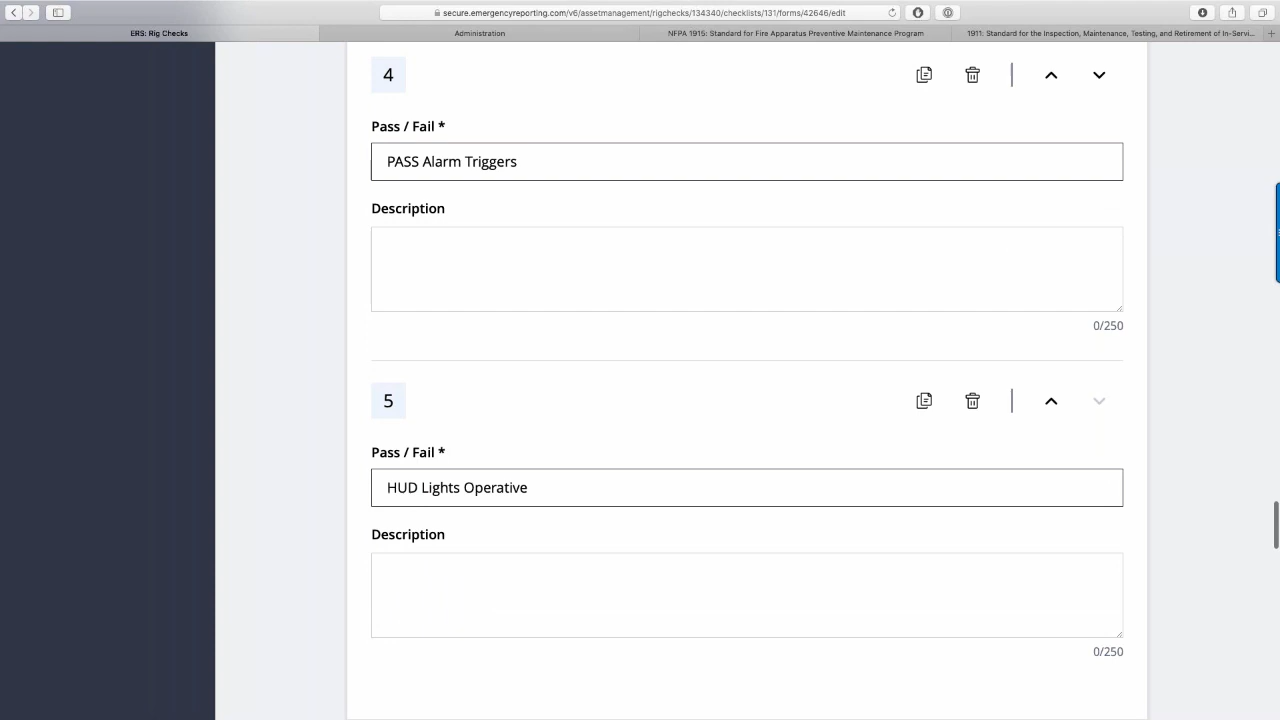 secure.emergencyreporting.com/v6/assetmanagement/rigchecks/134340/checklists/131/forms/42646/edit
ERS: Rig Checks
Administration
NFPA 1915: Standard for Fire Apparatus Preventive Maintenance Program
1911: Standard for the Inspection, Maintenance, Testing, and Retirement of In-Servi...
4
Pass / Fail *
PASS Alarm Triggers
Description
0/250
5
Pass / Fail *
HUD Lights Operative
Description
0/250